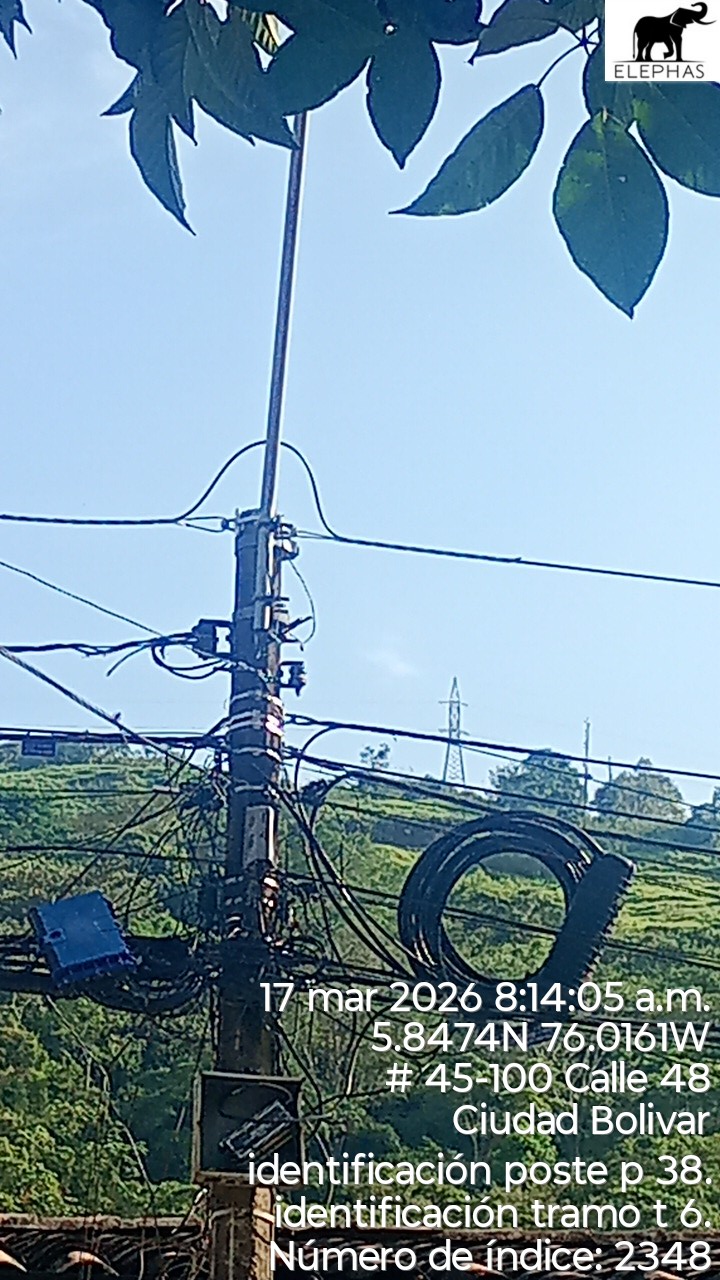 ELEPHAS
17 mar 2026 8:14:05 a.m.
5.8474N 76.0161W
# 45-100 Calle 48
Ciudad Bolivar
identificación poste p 38.
identificación tramo t 6.
Número de índice: 2348